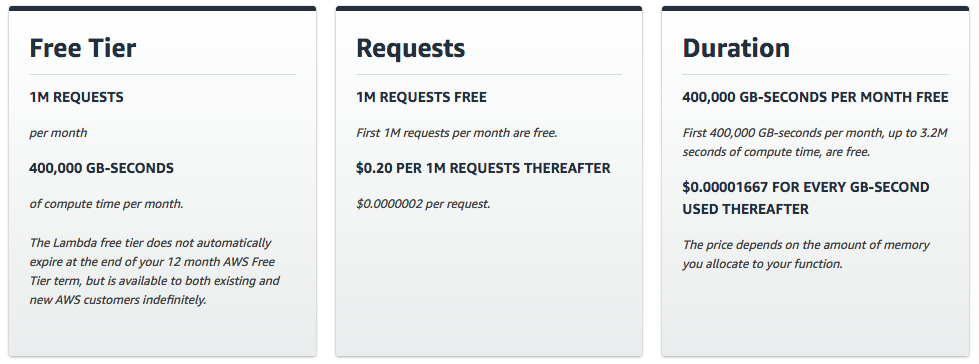 Free Tier
1M REQUESTS
per month
400,000 GB-SECONDS
of compute time per month.
The Lambda free tier does not automatically
expire at the end of your 12 month AWS Free
Tier term, but is available to both existing and
new AWS customers indefinitely.
Requests
1M REQUESTS FREE
First 1M requests per month are free.
$0.20 PER 1M REQUESTS THEREAFTER
$0.0000002 per request.
Duration
400,000 GB-SECONDS PER MONTH FREE
First 400,000 GB-seconds per month, up to 3.2M
seconds of compute time, are free.
$0.00001667 FOR EVERY GB-SECOND
USED THEREAFTER
The price depends on the amount of memory
you allocate to your function.